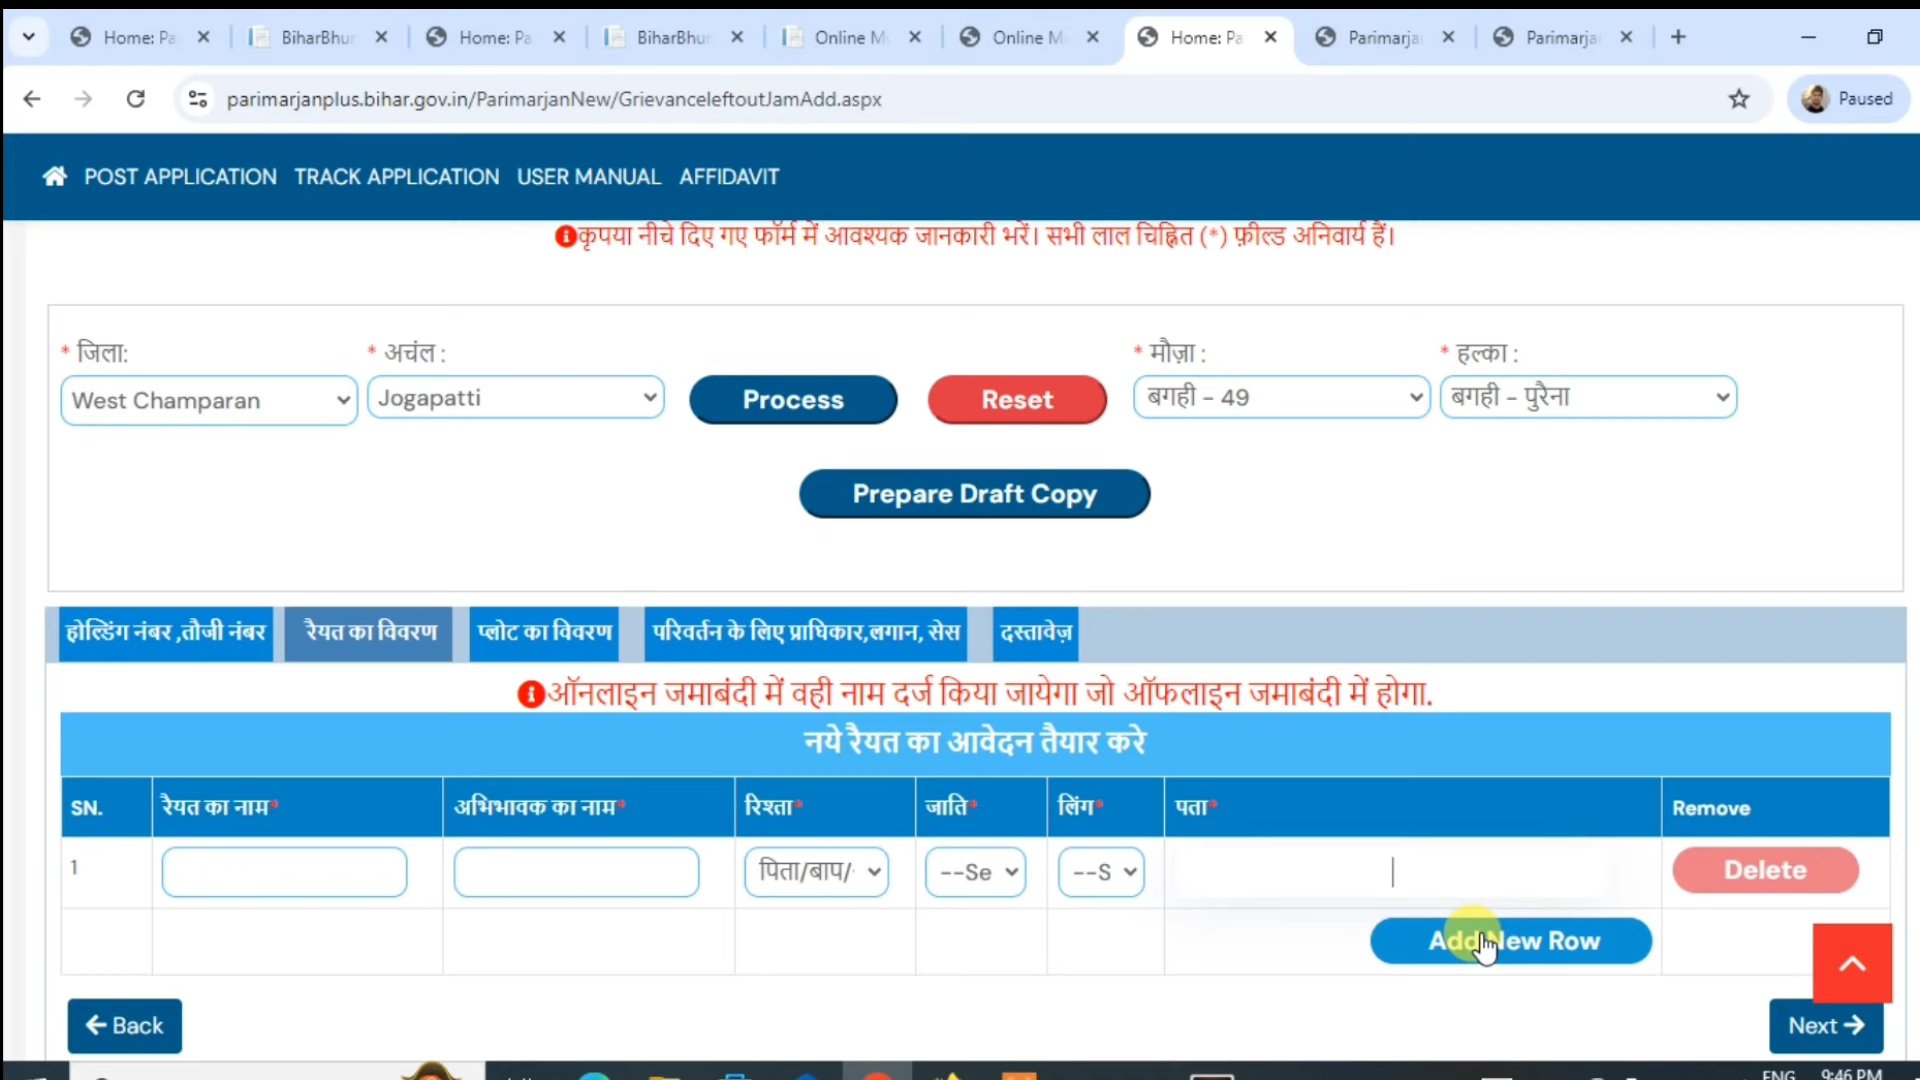 Home: Pa
BiharBhu
Home: Pa
BiharBhu
Online M
Online M
Home: Pa
Parimarja
Parimarja
parimarjanplus.bihar.gov.in/ParimarjanNew/GrievanceleftoutJamAdd.aspx
Paused
POST APPLICATION TRACK APPLICATION USER MANUAL AFFIDAVIT
कृपया नीचे दिए गए फॉर्म में आवश्यक जानकारी भरें। सभी लाल चिह्नित (*) फ़ील्ड अनिवार्य हैं।
* जिला: * अचंल : * मौज़ा : * हल्का :
West Champaran Jogapatti Process Reset बगही - 49 बगही - पुरैना
Prepare Draft Copy
होल्डिंग नंबर ,तौजी नंबर रैयत का विवरण प्लोट का विवरण परिवर्तन के लिए प्राधिकार,लगान, सेस दस्तावेज़
ऑनलाइन जमाबंदी में वही नाम दर्ज किया जायेगा जो ऑफलाइन जमाबंदी में होगा.
नये रैयत का आवेदन तैयार करे
SN. रैयत का नाम* अभिभावक का नाम* रिश्ता* जाति* लिंग* पता* Remove
1 पिता/बाप/ --Se --S Delete
Add New Row
Back Next
ENG 9:46 PM